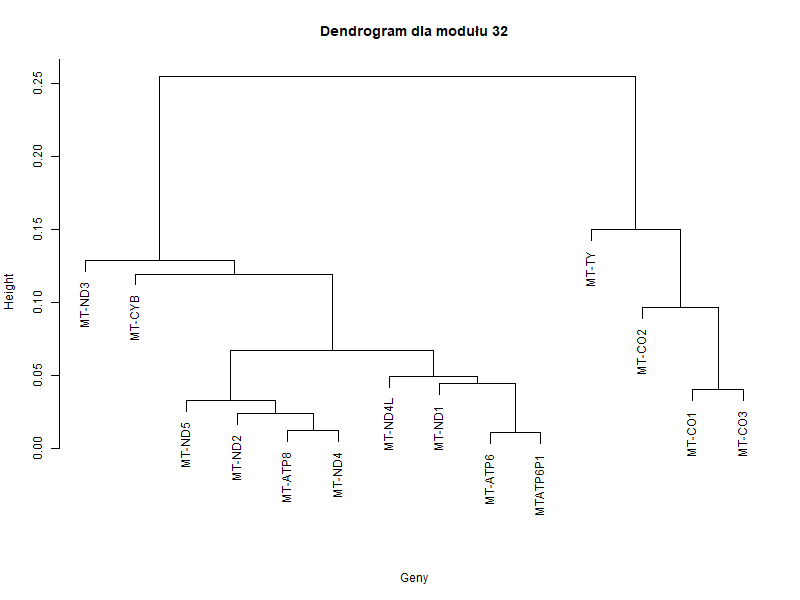 Dendrogram dla modułu 32
Height
0.25
0.20
0.15
0.10
0.05
0.00
MT-ND3
MT-CYB
MT-ND5
MT-ND2
MT-ATP8
MT-ND4
MT-ND4L
MT-ND1
MT-ATP6
MTATP6P1
MT-TY
MT-CO2
MT-CO1
MT-CO3
Geny